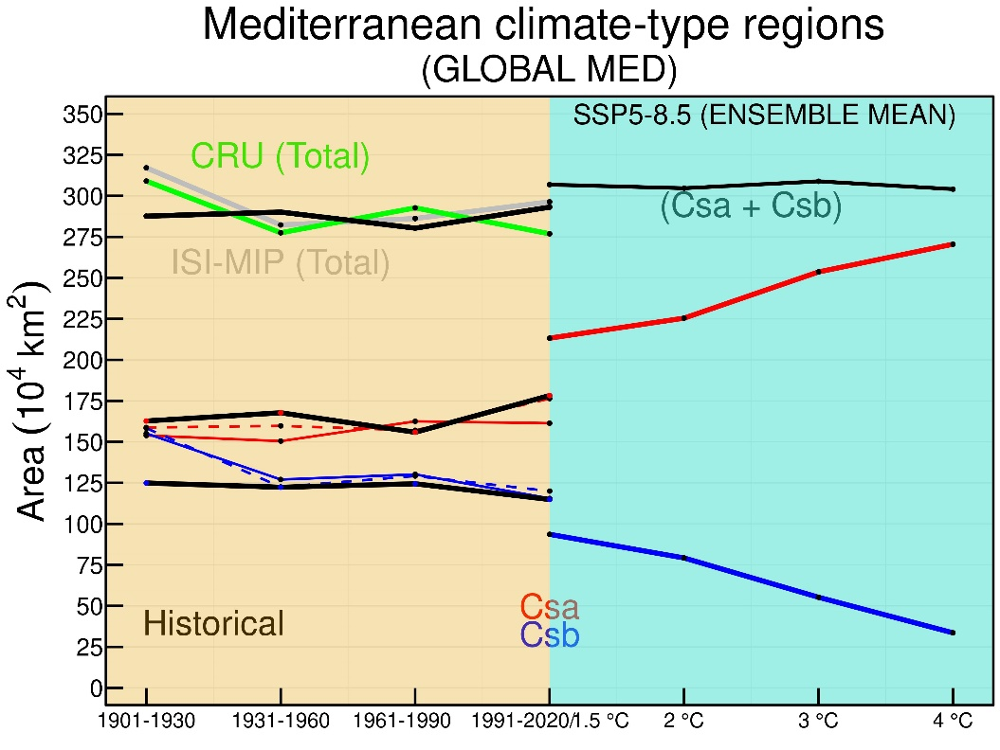 Mediterranean climate-type regions
(GLOBAL MED)
SSP5-8.5 (ENSEMBLE MEAN)
CRU (Total)
(Csa + Csb)
ISI-MIP (Total)
Area (10⁴ km²)
350
325
300
275
250
225
200
175
150
125
100
75
50
25
0
Historical
Csa
Csb
1901-1930 1931-1960 1961-1990 1991-2020/1.5 °C 2 °C 3 °C 4 °C